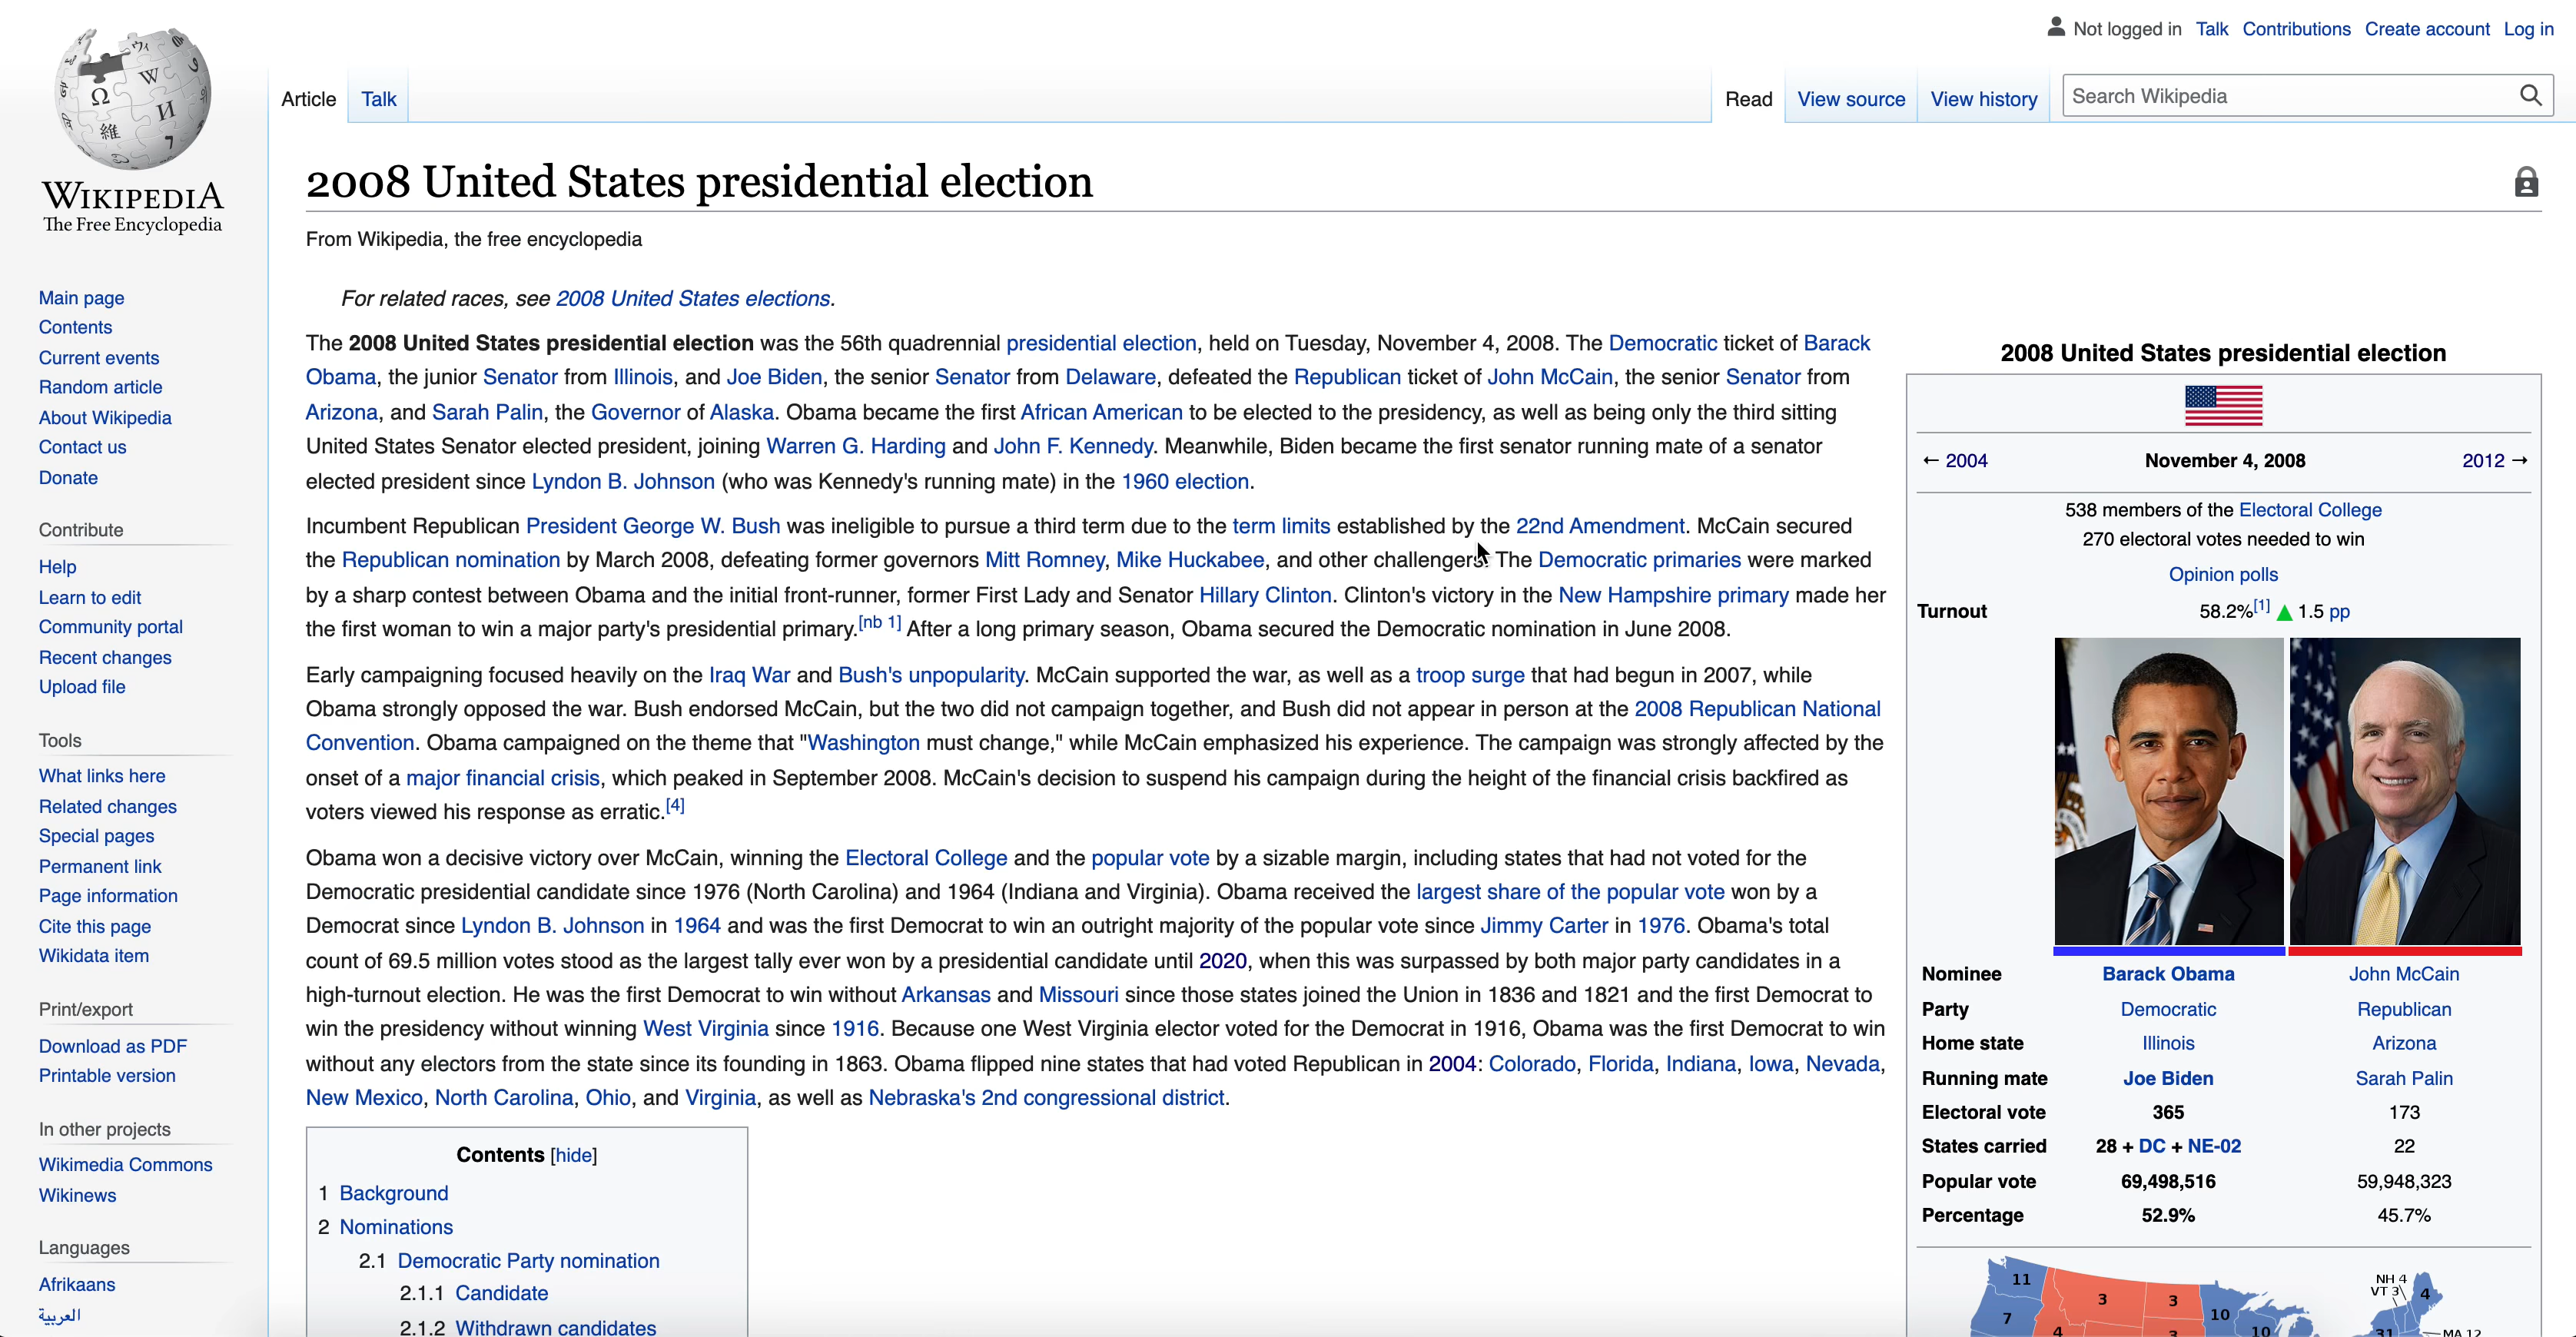 Not logged in Talk Contributions Create account Log in
Article Talk Read View source View history Search Wikipedia
WIKIPEDIA
The Free Encyclopedia
Main page
Contents
Current events
Random article
About Wikipedia
Contact us
Donate
Contribute
Help
Learn to edit
Community portal
Recent changes
Upload file
Tools
What links here
Related changes
Special pages
Permanent link
Page information
Cite this page
Wikidata item
Print/export
Download as PDF
Printable version
In other projects
Wikimedia Commons
Wikinews
Languages
Afrikaans
العربية
2008 United States presidential election
From Wikipedia, the free encyclopedia
For related races, see 2008 United States elections.
The 2008 United States presidential election was the 56th quadrennial presidential election, held on Tuesday, November 4, 2008. The Democratic ticket of Barack
Obama, the junior Senator from Illinois, and Joe Biden, the senior Senator from Delaware, defeated the Republican ticket of John McCain, the senior Senator from
Arizona, and Sarah Palin, the Governor of Alaska. Obama became the first African American to be elected to the presidency, as well as being only the third sitting
United States Senator elected president, joining Warren G. Harding and John F. Kennedy. Meanwhile, Biden became the first senator running mate of a senator
elected president since Lyndon B. Johnson (who was Kennedy's running mate) in the 1960 election.
Incumbent Republican President George W. Bush was ineligible to pursue a third term due to the term limits established by the 22nd Amendment. McCain secured
the Republican nomination by March 2008, defeating former governors Mitt Romney, Mike Huckabee, and other challengers. The Democratic primaries were marked
by a sharp contest between Obama and the initial front-runner, former First Lady and Senator Hillary Clinton. Clinton's victory in the New Hampshire primary made her
the first woman to win a major party's presidential primary.[nb 1] After a long primary season, Obama secured the Democratic nomination in June 2008.
Early campaigning focused heavily on the Iraq War and Bush's unpopularity. McCain supported the war, as well as a troop surge that had begun in 2007, while
Obama strongly opposed the war. Bush endorsed McCain, but the two did not campaign together, and Bush did not appear in person at the 2008 Republican National
Convention. Obama campaigned on the theme that "Washington must change," while McCain emphasized his experience. The campaign was strongly affected by the
onset of a major financial crisis, which peaked in September 2008. McCain's decision to suspend his campaign during the height of the financial crisis backfired as
voters viewed his response as erratic.[4]
Obama won a decisive victory over McCain, winning the Electoral College and the popular vote by a sizable margin, including states that had not voted for the
Democratic presidential candidate since 1976 (North Carolina) and 1964 (Indiana and Virginia). Obama received the largest share of the popular vote won by a
Democrat since Lyndon B. Johnson in 1964 and was the first Democrat to win an outright majority of the popular vote since Jimmy Carter in 1976. Obama's total
count of 69.5 million votes stood as the largest tally ever won by a presidential candidate until 2020, when this was surpassed by both major party candidates in a
high-turnout election. He was the first Democrat to win without Arkansas and Missouri since those states joined the Union in 1836 and 1821 and the first Democrat to
win the presidency without winning West Virginia since 1916. Because one West Virginia elector voted for the Democrat in 1916, Obama was the first Democrat to win
without any electors from the state since its founding in 1863. Obama flipped nine states that had voted Republican in 2004: Colorado, Florida, Indiana, Iowa, Nevada,
New Mexico, North Carolina, Ohio, and Virginia, as well as Nebraska's 2nd congressional district.
Contents [hide]
1 Background
2 Nominations
2.1 Democratic Party nomination
2.1.1 Candidate
2.1.2 Withdrawn candidates
2008 United States presidential election
← 2004 November 4, 2008 2012 →
538 members of the Electoral College
270 electoral votes needed to win
Opinion polls
Turnout 58.2%[1] ▲ 1.5 pp
Nominee Barack Obama John McCain
Party Democratic Republican
Home state Illinois Arizona
Running mate Joe Biden Sarah Palin
Electoral vote 365 173
States carried 28 + DC + NE-02 22
Popular vote 69,498,516 59,948,323
Percentage 52.9% 45.7%
11 3 3 NH 4
VT 3 4
7 10
4 3 10 31 MA 12